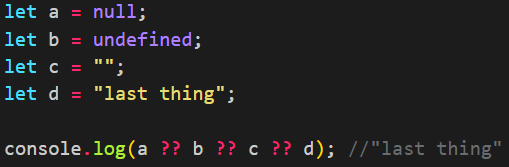 let a = null;
let b = undefined;
let c = "";
let d = "last thing";
console.log(a ?? b ?? c ?? d); //"last thing"